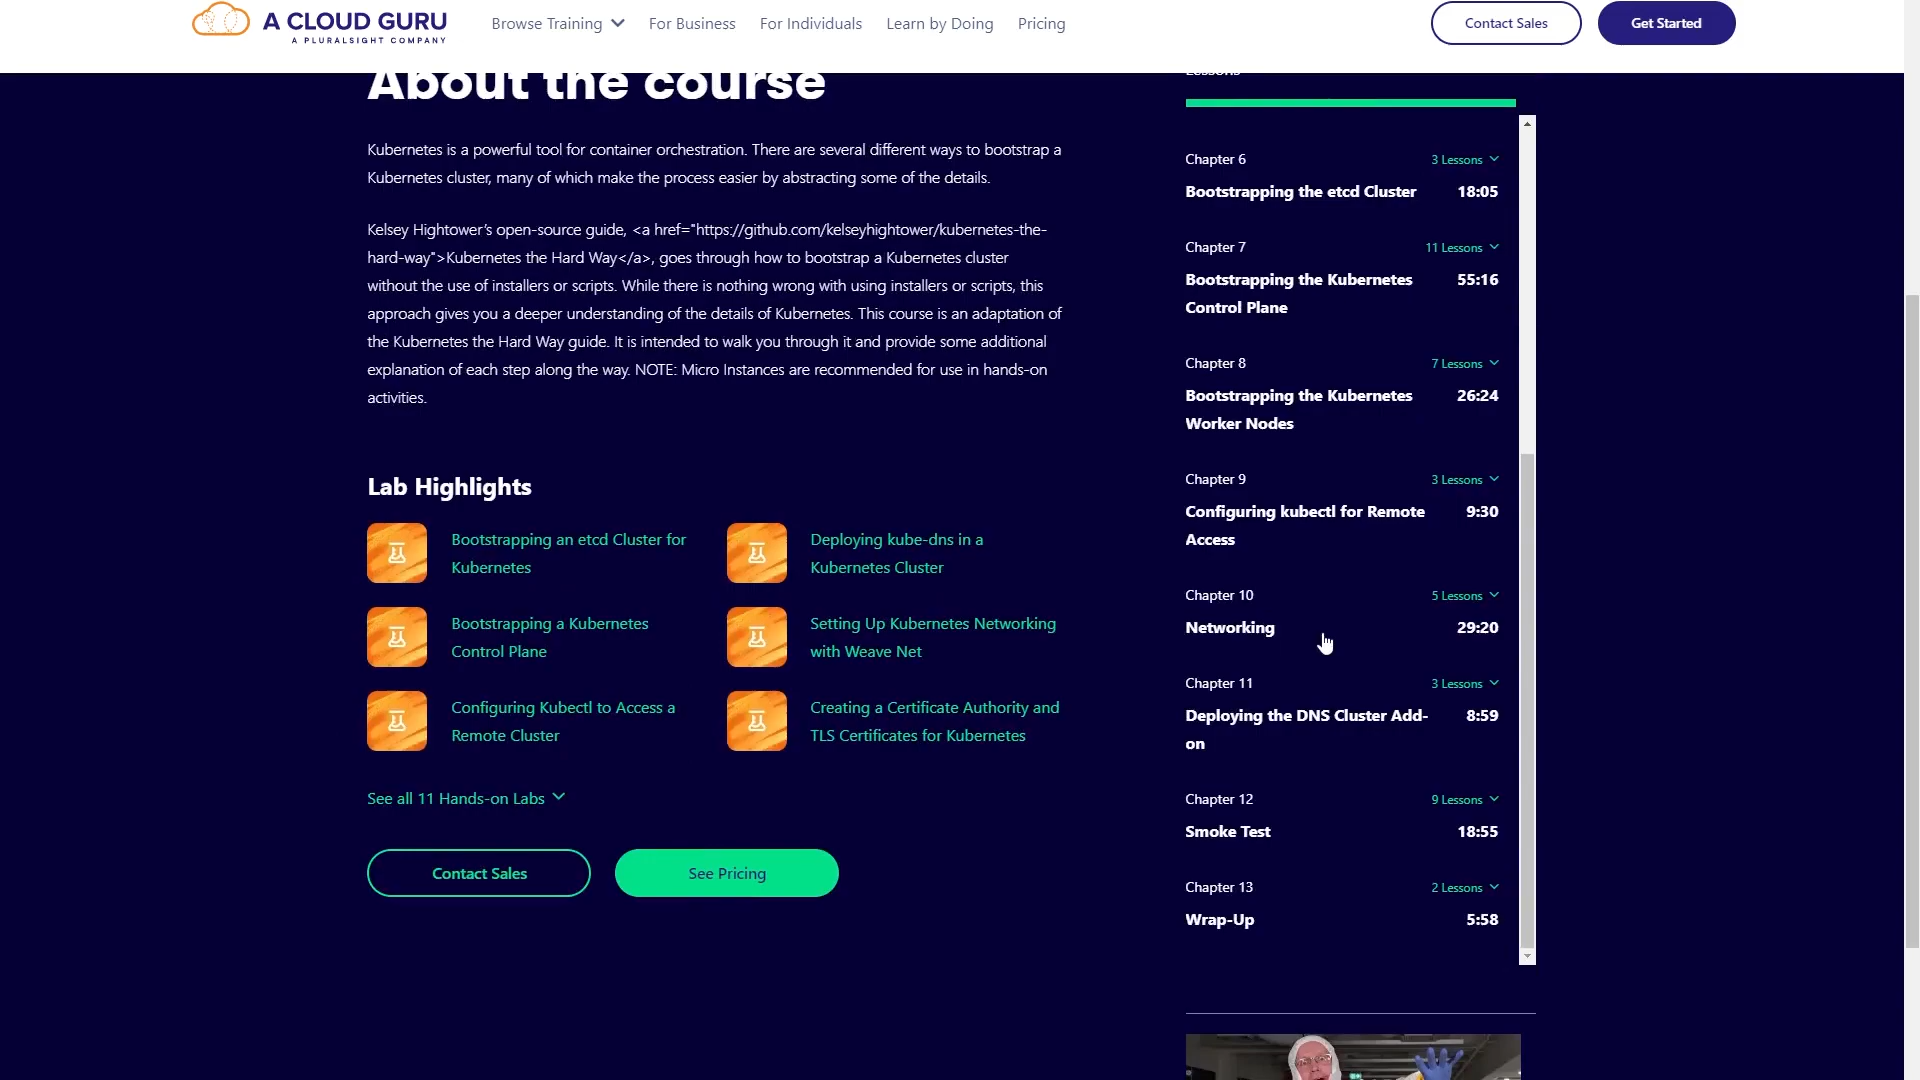 A CLOUD GURU
A PLURALSIGHT COMPANY
Browse Training
For Business
For Individuals
Learn by Doing
Pricing
Contact Sales
Get Started
About the course
Kubernetes is a powerful tool for container orchestration. There are several different ways to bootstrap a
Kubernetes cluster, many of which make the process easier by abstracting some of the details.
Kelsey Hightower’s open-source guide, <a href="https://github.com/kelseyhightower/kubernetes-the-
hard-way">Kubernetes the Hard Way</a>, goes through how to bootstrap a Kubernetes cluster
without the use of installers or scripts. While there is nothing wrong with using installers or scripts, this
approach gives you a deeper understanding of the details of Kubernetes. This course is an adaptation of
the Kubernetes the Hard Way guide. It is intended to walk you through it and provide some additional
explanation of each step along the way. NOTE: Micro Instances are recommended for use in hands-on
activities.
Lab Highlights
Bootstrapping an etcd Cluster for
Kubernetes
Deploying kube-dns in a
Kubernetes Cluster
Bootstrapping a Kubernetes
Control Plane
Setting Up Kubernetes Networking
with Weave Net
Configuring Kubectl to Access a
Remote Cluster
Creating a Certificate Authority and
TLS Certificates for Kubernetes
See all 11 Hands-on Labs
Contact Sales
See Pricing
Lessons
Chapter 6 3 Lessons
Bootstrapping the etcd Cluster 18:05
Chapter 7 11 Lessons
Bootstrapping the Kubernetes 55:16
Control Plane
Chapter 8 7 Lessons
Bootstrapping the Kubernetes 26:24
Worker Nodes
Chapter 9 3 Lessons
Configuring kubectl for Remote 9:30
Access
Chapter 10 5 Lessons
Networking 29:20
Chapter 11 3 Lessons
Deploying the DNS Cluster Add- 8:59
on
Chapter 12 9 Lessons
Smoke Test 18:55
Chapter 13 2 Lessons
Wrap-Up 5:58